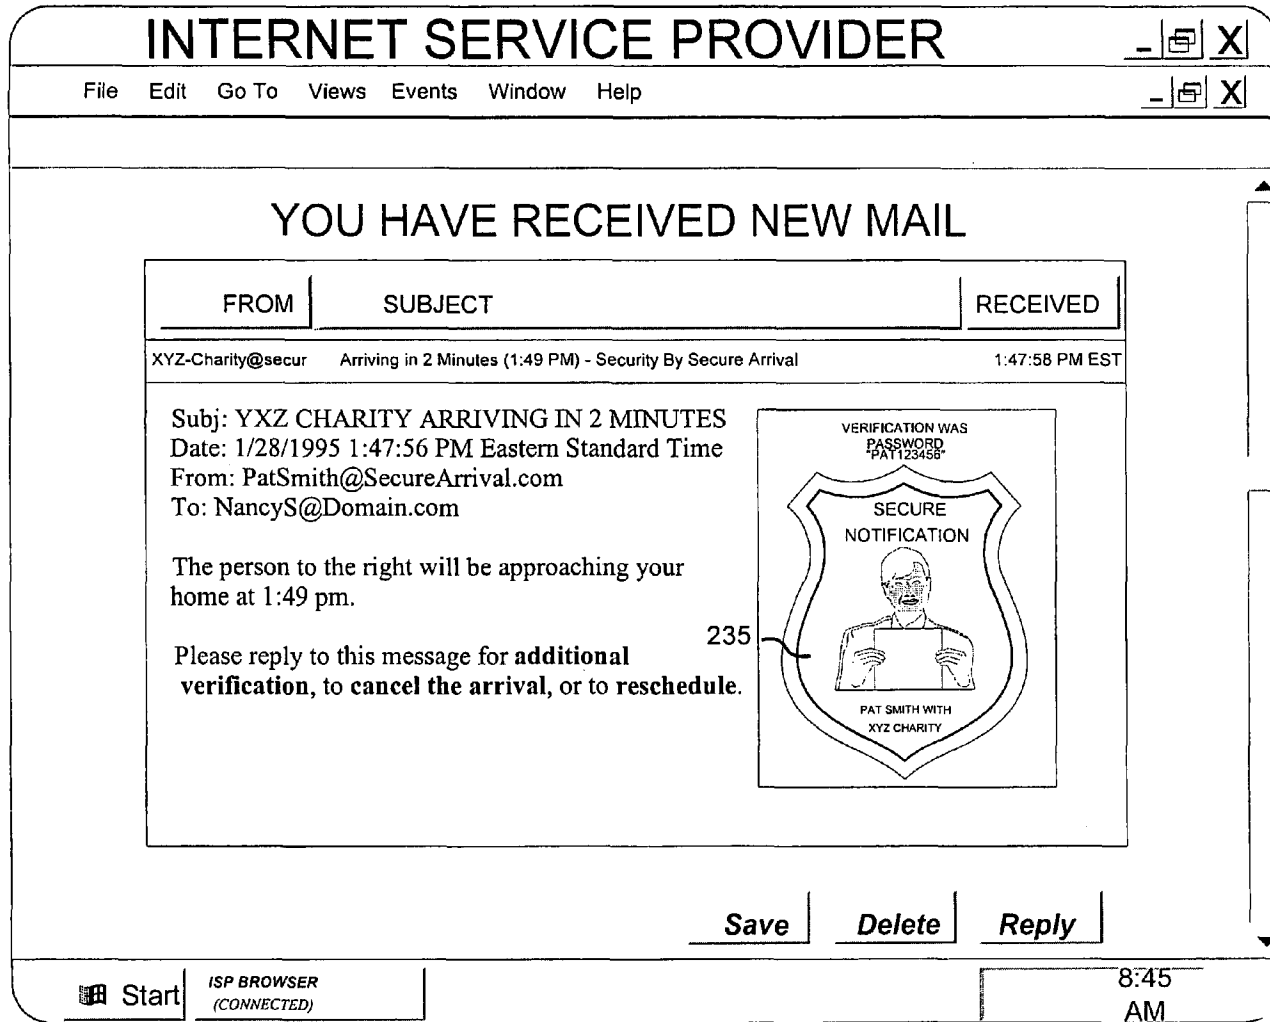 INTERNET SERVICE PROVIDER
File Edit Go To Views Events Window Help
YOU HAVE RECEIVED NEW MAIL
FROM SUBJECT RECEIVED
XYZ-Charity@secur Arriving in 2 Minutes (1:49 PM) - Security By Secure Arrival 1:47:58 PM EST
Subj: YXZ CHARITY ARRIVING IN 2 MINUTES
Date: 1/28/1995 1:47:56 PM Eastern Standard Time
From: PatSmith@SecureArrival.com
To: NancyS@Domain.com
The person to the right will be approaching your
home at 1:49 pm.
Please reply to this message for additional
verification, to cancel the arrival, or to reschedule.
VERIFICATION WAS
PASSWORD
"PAT123456"
SECURE
NOTIFICATION
235
PAT SMITH WITH
XYZ CHARITY
Save Delete Reply
Start
ISP BROWSER
(CONNECTED)
8:45
AM